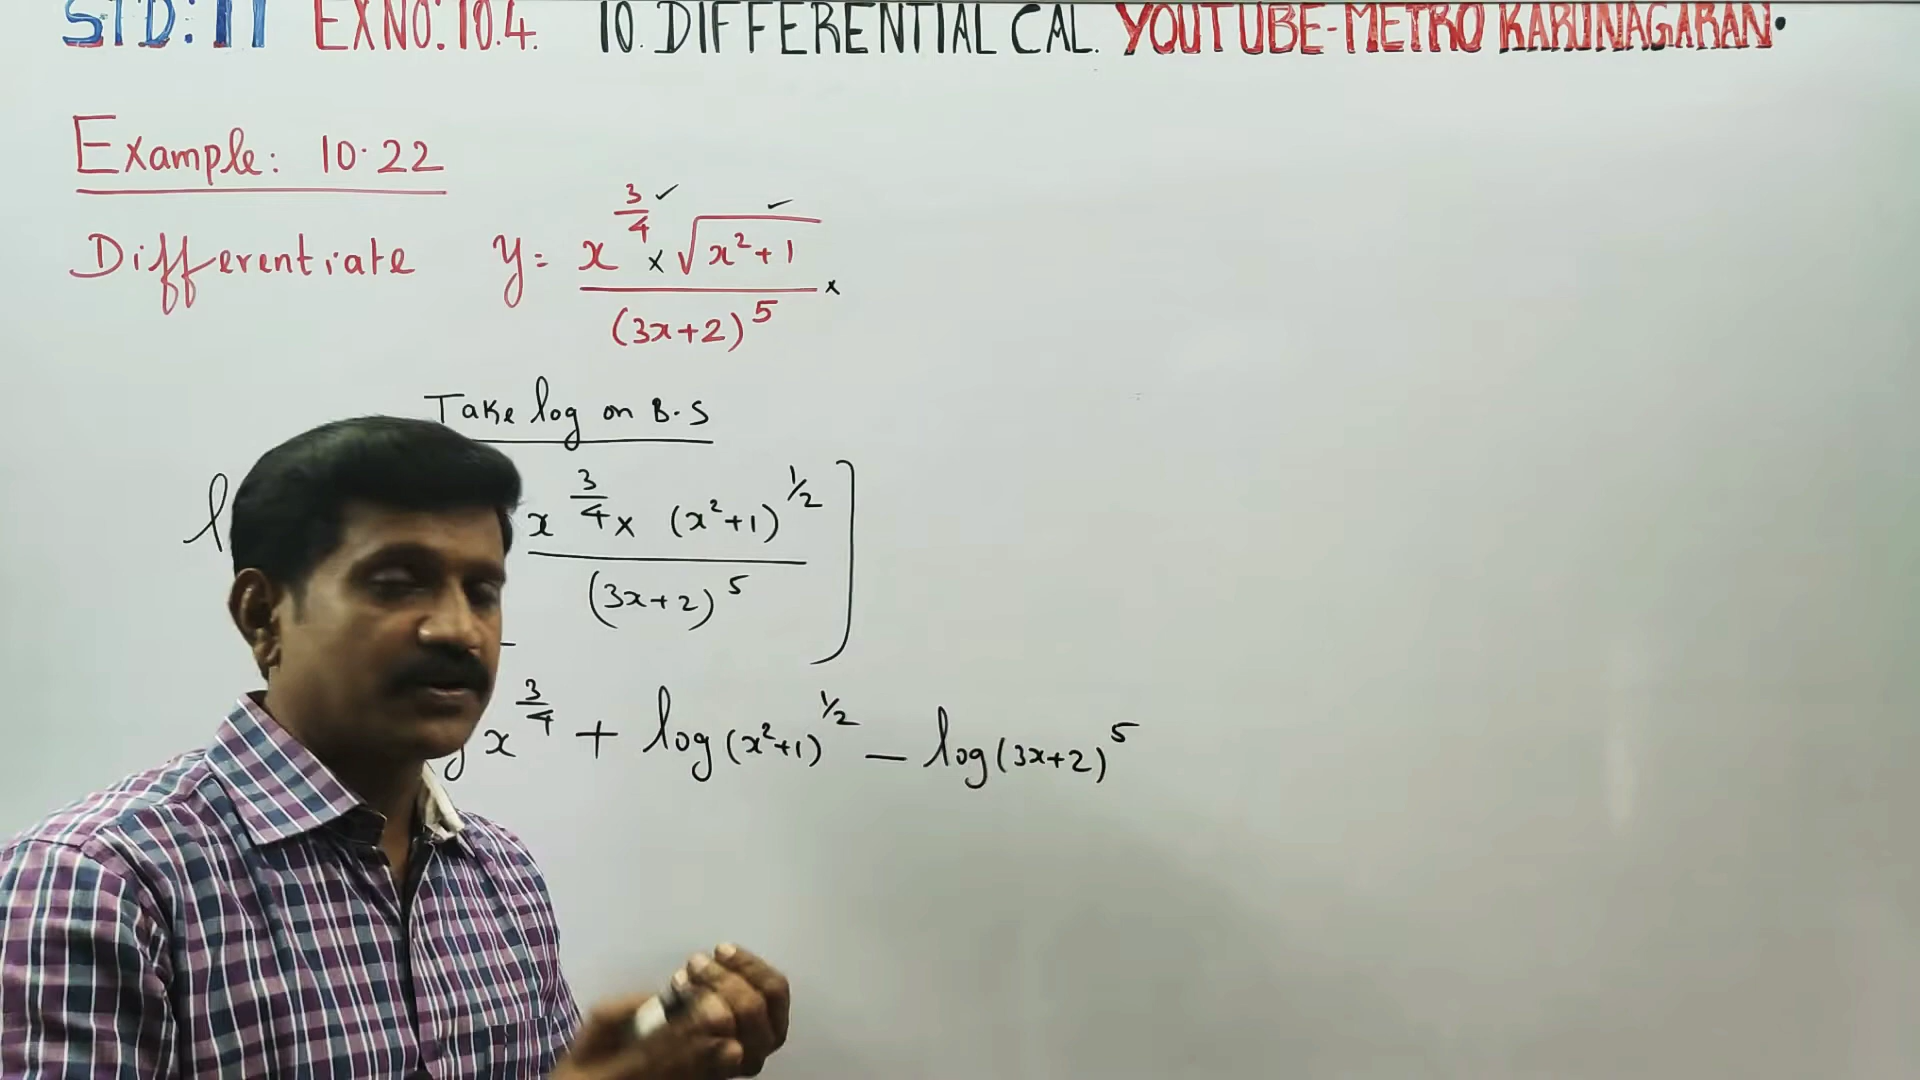 STD: 11 EXNO: 10.4. 10. DIFFERENTIAL CAL. YOUTUBE-METRO KARUNAGARAN.
Example: 10.22
Differentiate y = x^(3/4) × √(x²+1) / (3x+2)^5
Take log on B.S
x^(3/4) × (x²+1)^(1/2) / (3x+2)^5 ]
x^(3/4) + log(x²+1)^(1/2) − log(3x+2)^5